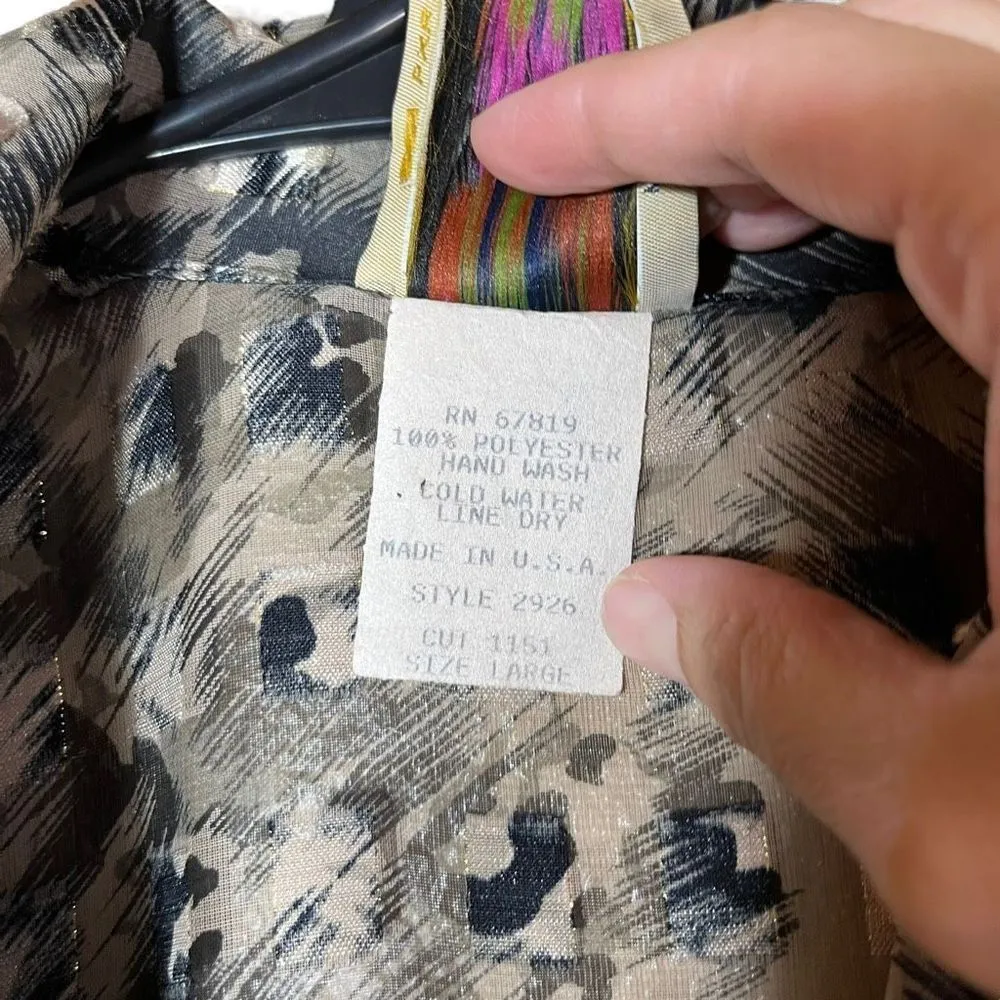 RN 67819
100% POLYESTER
HAND WASH
COLD WATER
LINE DRY
MADE IN U.S.A.
STYLE 2926
CUT 1151
SIZE LARGE